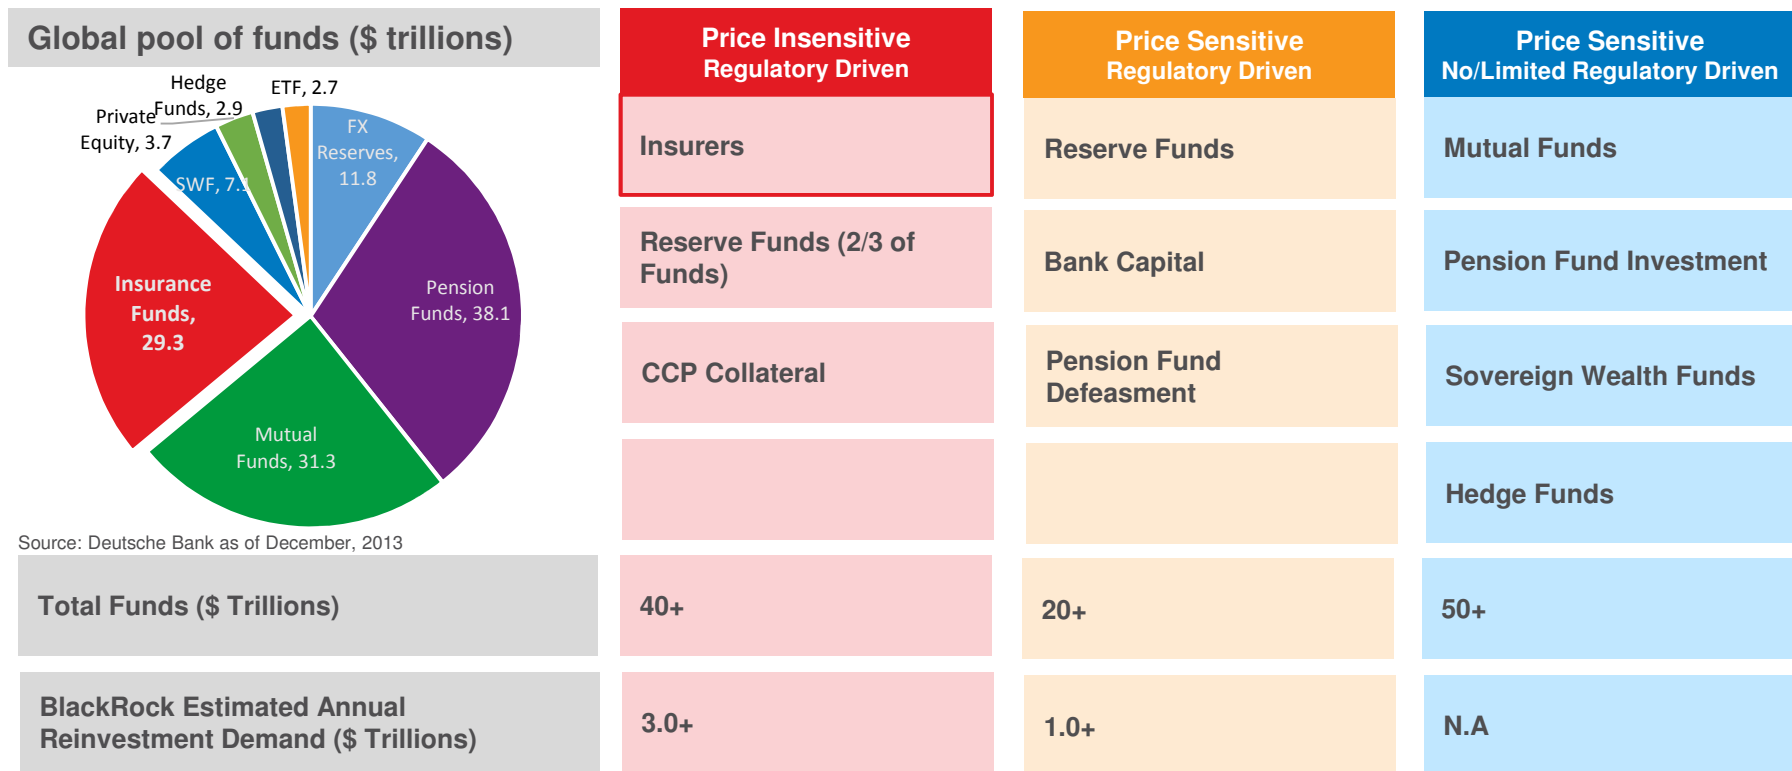 Global pool of funds ($ trillions)
Hedge
Funds, 2.9
ETF, 2.7
Private
Equity, 3.7
FX
Reserves,
11.8
SWF, 7.1
Insurance
Funds,
29.3
Pension
Funds, 38.1
Mutual
Funds, 31.3
Source: Deutsche Bank as of December, 2013
Price Insensitive
Regulatory Driven
Price Sensitive
Regulatory Driven
Price Sensitive
No/Limited Regulatory Driven
Insurers
Reserve Funds
Mutual Funds
Reserve Funds (2/3 of
Funds)
Bank Capital
Pension Fund Investment
CCP Collateral
Pension Fund
Defeasment
Sovereign Wealth Funds
Hedge Funds
Total Funds ($ Trillions)
40+
20+
50+
BlackRock Estimated Annual
Reinvestment Demand ($ Trillions)
3.0+
1.0+
N.A